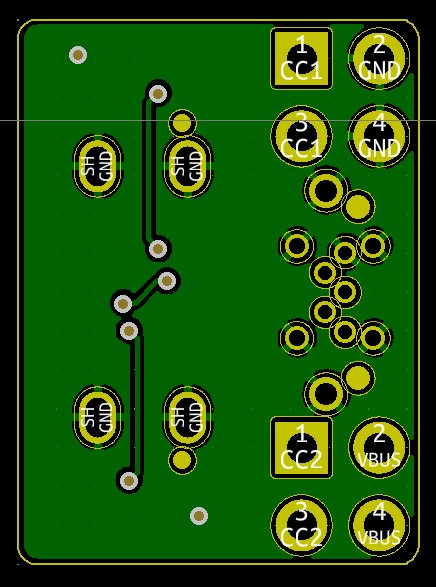 1 2
CC1 GND
3 4
CC1 GND
SH GND SH GND
SH GND SH GND
1 2
CC2 VBUS
3 4
CC2 VBUS